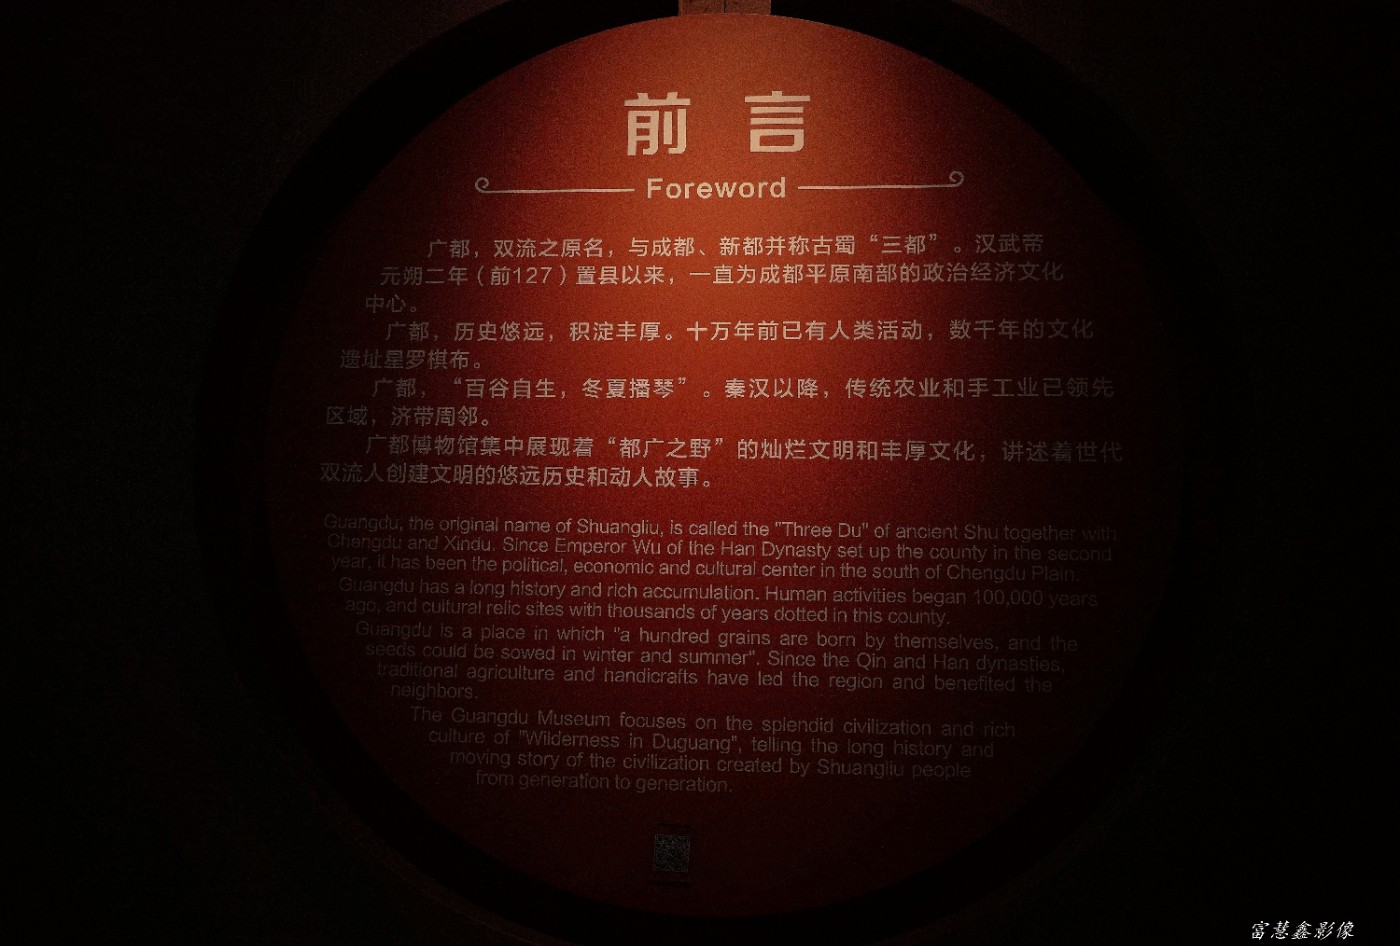 前言
Foreword
广都，双流之原名，与成都、新都并称古蜀“三都”。汉武帝
元朔二年（前127）置县以来，一直为成都平原南部的政治经济文化
中心。
广都，历史悠远，积淀丰厚。十万年前已有人类活动，数千年的文化
遗址星罗棋布。
广都，“百谷自生，冬夏播琴”。秦汉以降，传统农业和手工业已领先
区域，济带周邻。
广都博物馆集中展现着“都广之野”的灿烂文明和丰厚文化，讲述着世代
双流人创建文明的悠远历史和动人故事。
Guangdu, the original name of Shuangliu, is called the "Three Du" of ancient Shu together with
Chengdu and Xindu. Since Emperor Wu of the Han Dynasty set up the county in the second
year, it has been the political, economic and cultural center in the south of Chengdu Plain.
Guangdu has a long history and rich accumulation. Human activities began 100,000 years
ago, and cultural relic sites with thousands of years dotted in this county.
Guangdu is a place in which "a hundred grains are born by themselves, and the
seeds could be sowed in winter and summer". Since the Qin and Han dynasties,
traditional agriculture and handicrafts have led the region and benefited the
neighbors.
The Guangdu Museum focuses on the splendid civilization and rich
culture of "Wilderness in Duguang", telling the long history and
moving story of the civilization created by Shuangliu people
from generation to generation.
富慧鑫影像